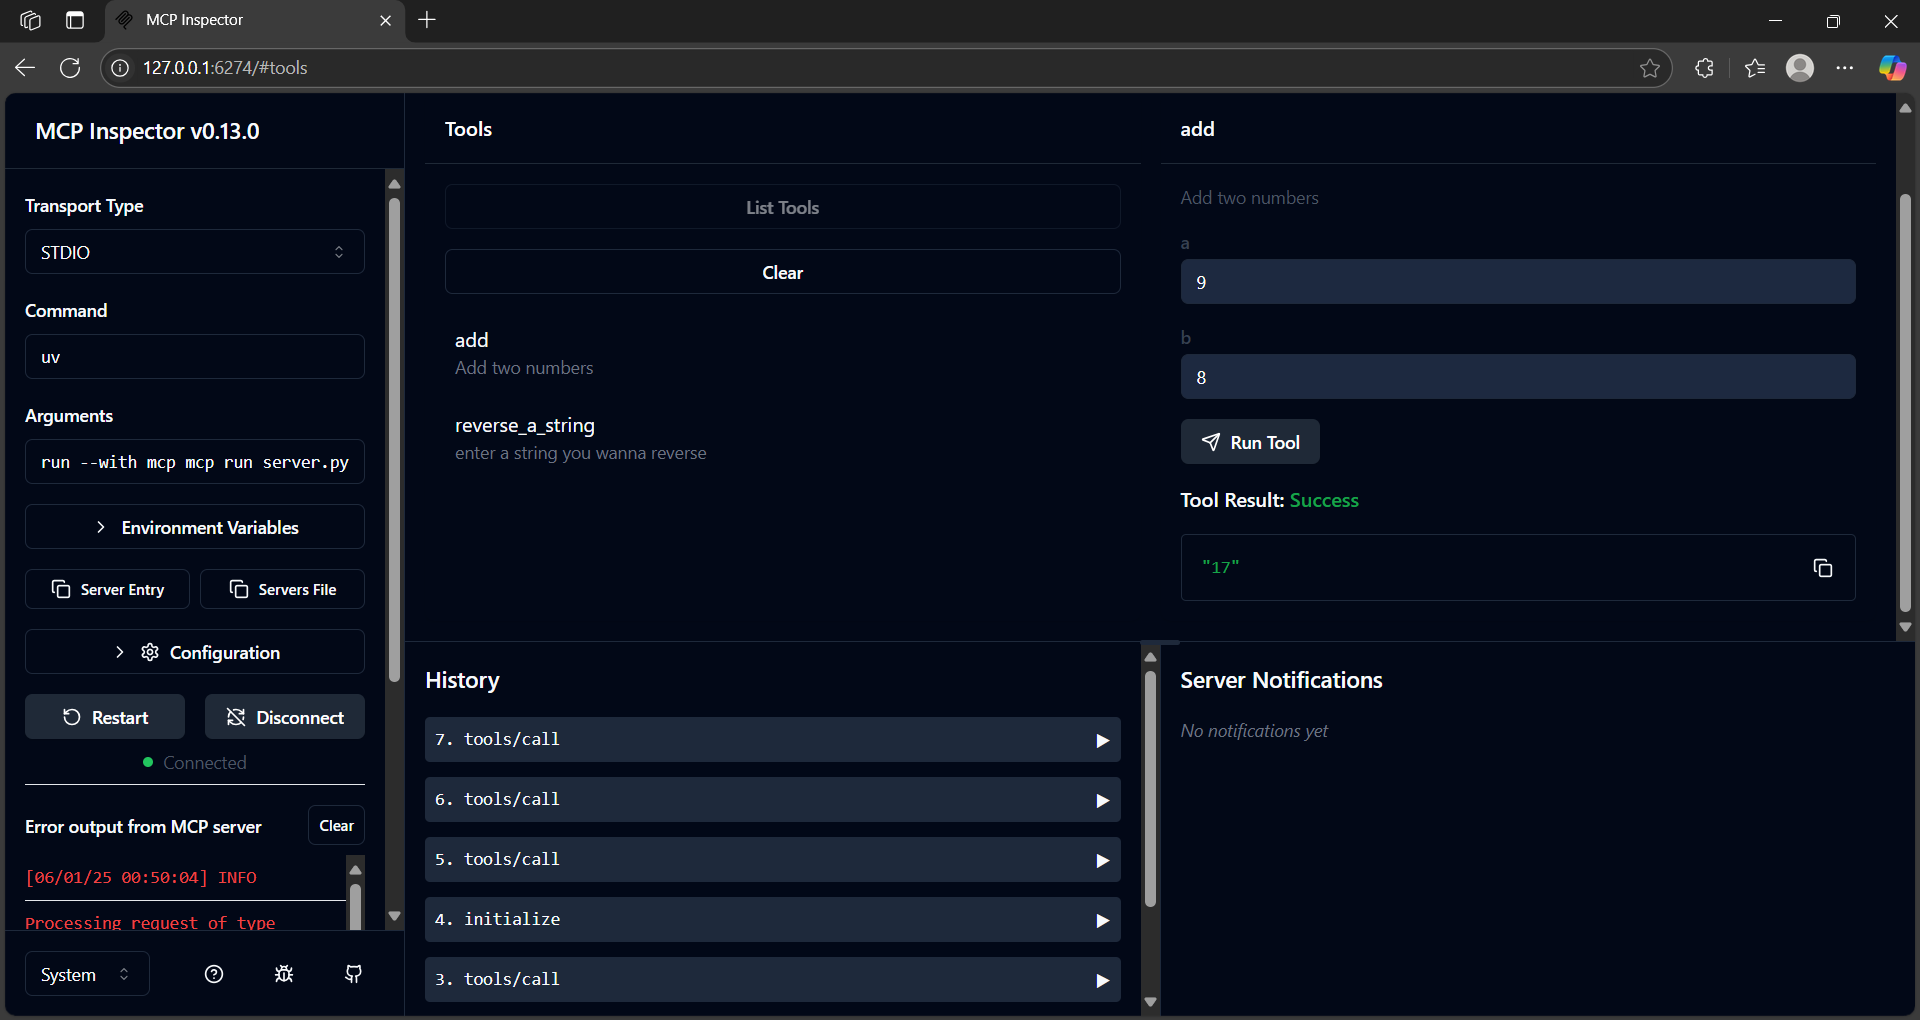 MCP Inspector
127.0.0.1:6274/#tools
MCP Inspector v0.13.0
Transport Type
STDIO
Command
uv
Arguments
run --with mcp mcp run server.py
Environment Variables
Server Entry
Servers File
Configuration
Restart
Disconnect
Connected
Error output from MCP server
Clear
[06/01/25 00:50:04] INFO
Processing request of type
System
Tools
List Tools
Clear
add
Add two numbers
reverse_a_string
enter a string you wanna reverse
add
Add two numbers
a
9
b
8
Run Tool
Tool Result: Success
"17"
History
7. tools/call
6. tools/call
5. tools/call
4. initialize
3. tools/call
Server Notifications
No notifications yet